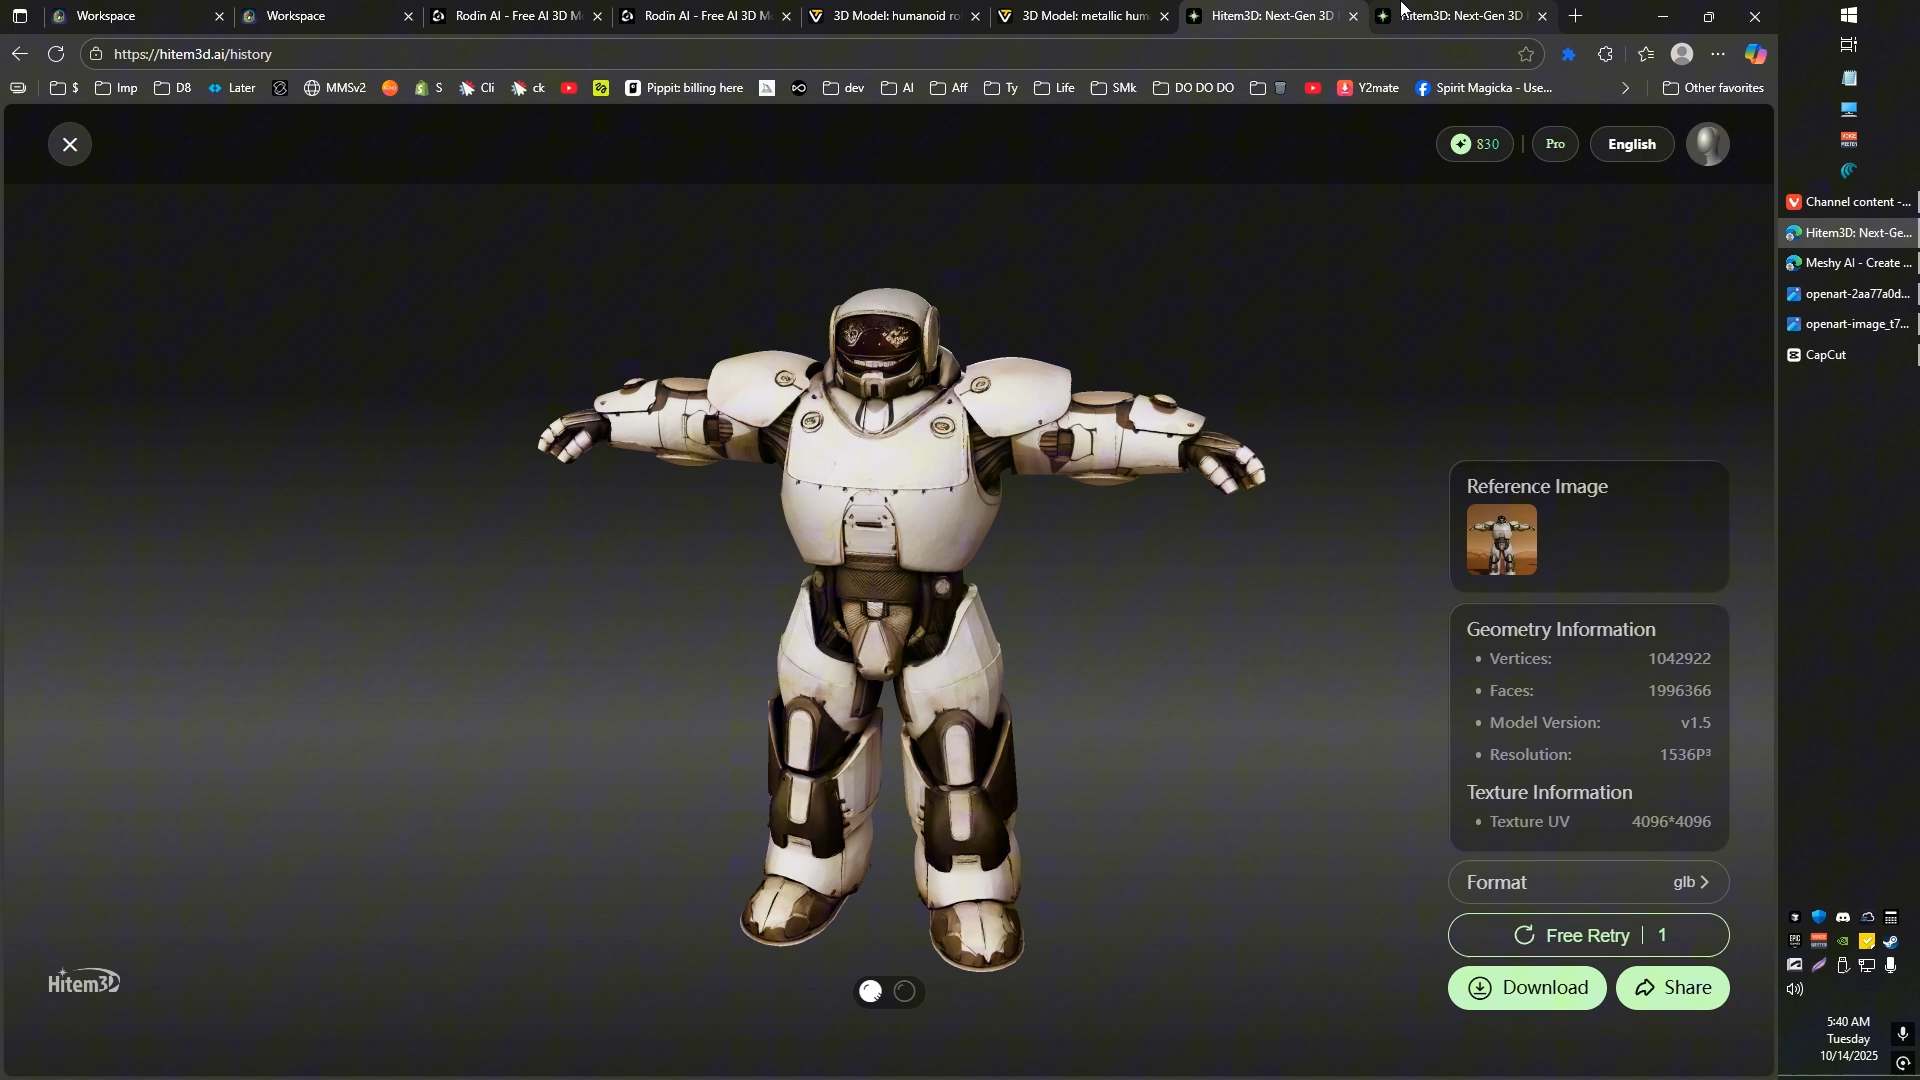 Workspace
Workspace
Rodin AI - Free AI 3D M
Rodin AI - Free AI 3D M
3D Model: humanoid ro
3D Model: metallic hum
Hitem3D: Next-Gen 3D
Hitem3D: Next-Gen 3D
https://hitem3d.ai/history
$
Imp
D8
Later
MMSv2
S
Cli
ck
Pippit: billing here
dev
AI
Aff
Ty
Life
SMk
DO DO DO
Y2mate
Spirit Magicka - Use...
Other favorites
830
Pro
English
Reference Image
Geometry Information
• Vertices: 1042922
• Faces: 1996366
• Model Version: v1.5
• Resolution: 1536P³
Texture Information
• Texture UV 4096*4096
Format glb
Free Retry | 1
Download
Share
Hitem3D
Channel content -...
Hitem3D: Next-Ge...
Meshy AI - Create ...
openart-2aa77a0d...
openart-image_t7...
CapCut
5:40 AM
Tuesday
10/14/2025